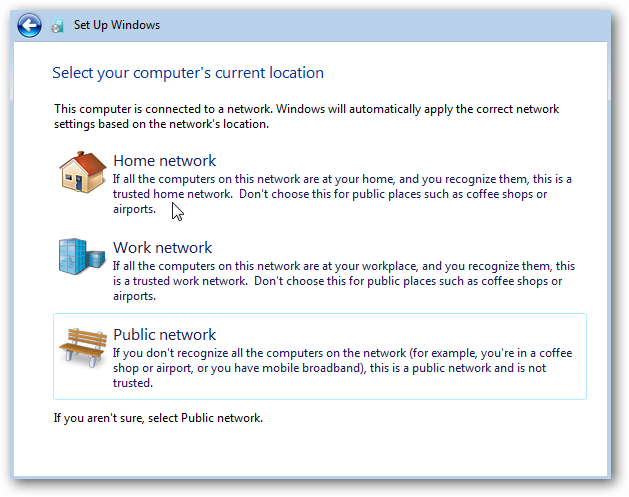 Set Up Windows
Select your computer's current location
This computer is connected to a network. Windows will automatically apply the correct network
settings based on the network's location.
Home network
If all the computers on this network are at your home, and you recognize them, this is a
trusted home network.  Don't choose this for public places such as coffee shops or
airports.
Work network
If all the computers on this network are at your workplace, and you recognize them, this
is a trusted work network.  Don't choose this for public places such as coffee shops or
airports.
Public network
If you don't recognize all the computers on the network (for example, you're in a coffee
shop or airport, or you have mobile broadband), this is a public network and is not
trusted.
If you aren't sure, select Public network.